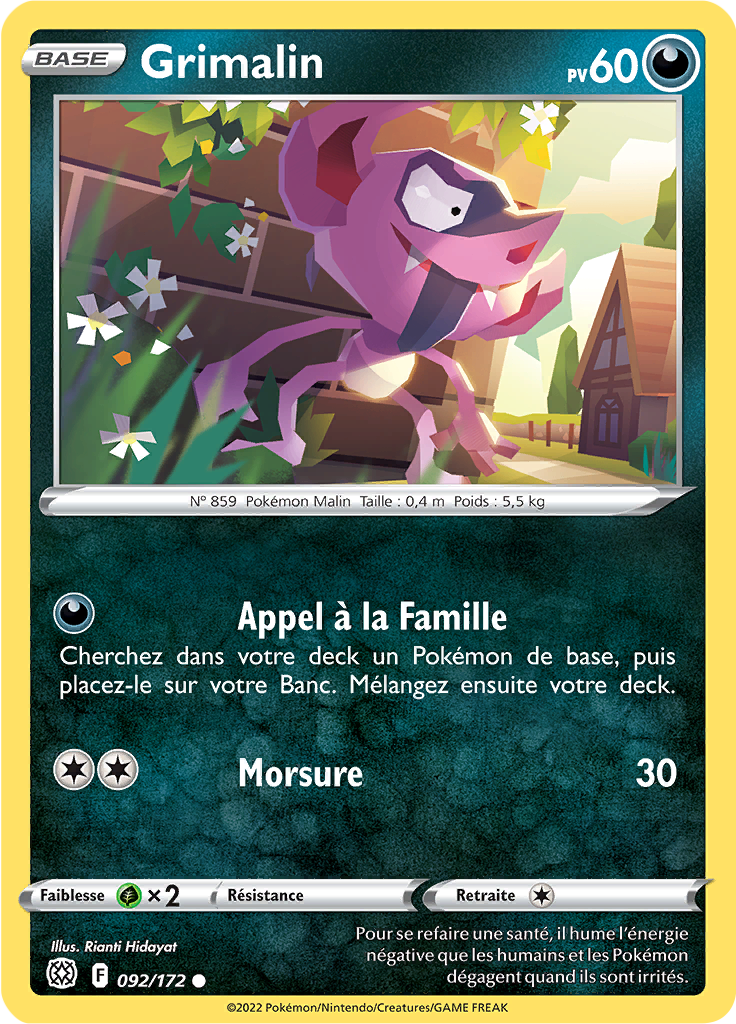 BASE Grimalin PV60
N° 859 Pokémon Malin Taille : 0,4 m Poids : 5,5 kg
Appel à la Famille
Cherchez dans votre deck un Pokémon de base, puis
placez-le sur votre Banc. Mélangez ensuite votre deck.
Morsure 30
Faiblesse ×2 Résistance Retraite
Illus. Rianti Hidayat
F 092/172
Pour se refaire une santé, il hume l'énergie
négative que les humains et les Pokémon
dégagent quand ils sont irrités.
©2022 Pokémon/Nintendo/Creatures/GAME FREAK